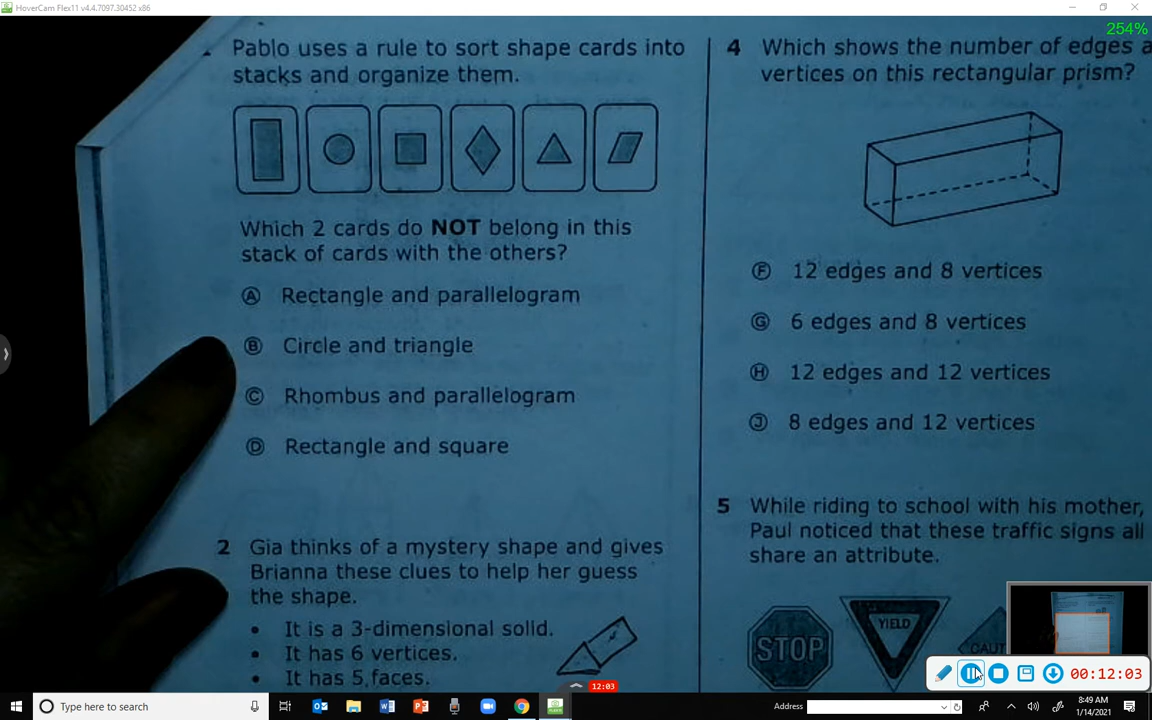 HoverCam Flex11 v4.4.7097.30452 x86
254%
Pablo uses a rule to sort shape cards into
stacks and organize them.
Which 2 cards do NOT belong in this
stack of cards with the others?
A Rectangle and parallelogram
B Circle and triangle
C Rhombus and parallelogram
D Rectangle and square
2 Gia thinks of a mystery shape and gives
Brianna these clues to help her guess
the shape.
• It is a 3-dimensional solid.
• It has 6 vertices.
• It has 5 faces.
4 Which shows the number of edges a
vertices on this rectangular prism?
F 12 edges and 8 vertices
G 6 edges and 8 vertices
H 12 edges and 12 vertices
J 8 edges and 12 vertices
5 While riding to school with his mother,
Paul noticed that these traffic signs all
share an attribute.
STOP
YIELD
CAUT
00:12:03
12:03
Type here to search
Address
8:49 AM
1/14/2021